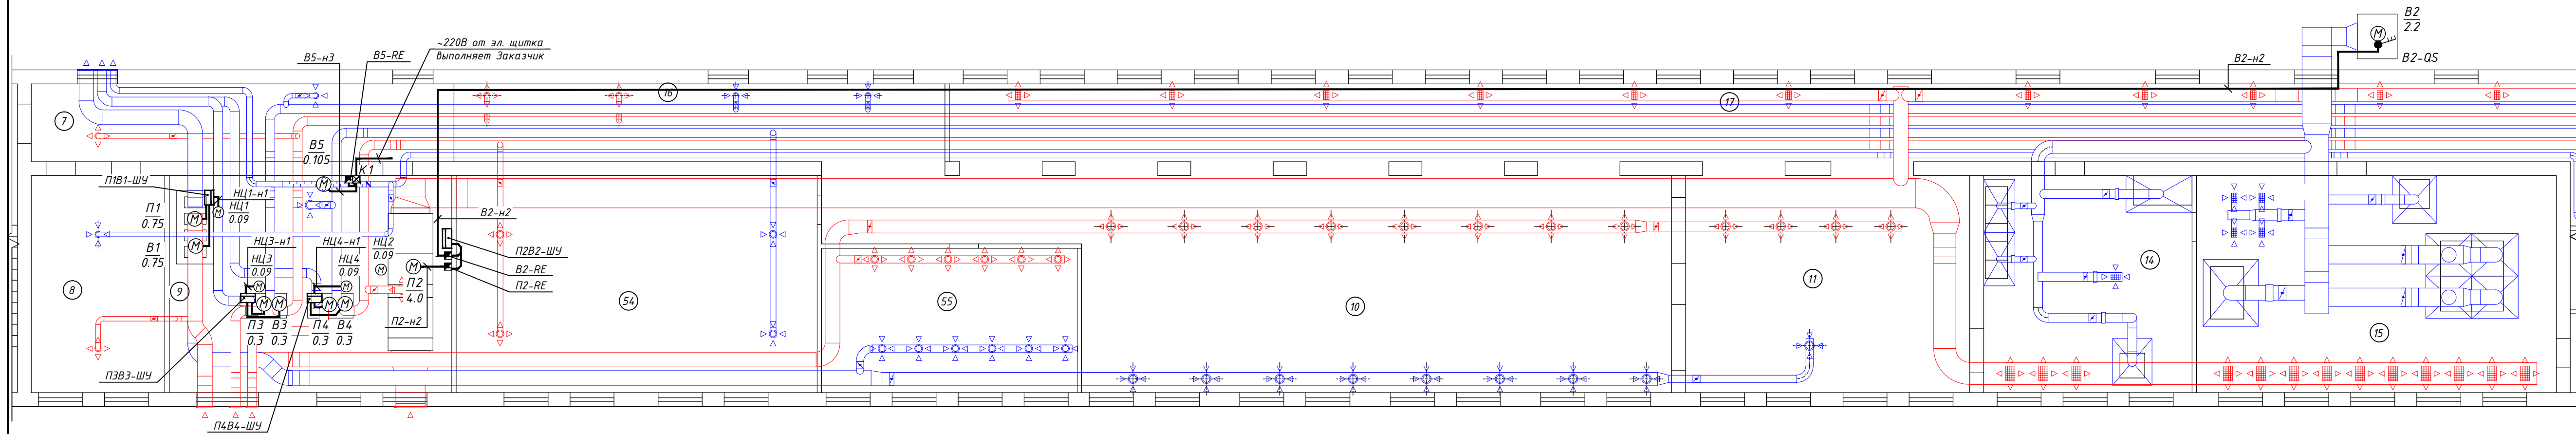 В2
2.2
~220В от эл. щитка
выполняет Заказчик
В5-н3
В5-RE
В2-н2
В2-QS
М
16
17
7
В5
0.105
К1
М
П1В1-ШУ
НЦ1-н1
НЦ1
0.09
М
П1
0.75
М
В1
0.75
М
В2-н2
НЦ3-н1
НЦ4-н1
НЦ2
0.09
М
НЦ3
0.09
М
НЦ4
0.09
М
М
П2
4.0
П2В2-ШУ
В2-RE
П2-RE
П2-н2
8
9
54
55
10
11
14
15
М
М
М
М
П3
0.3
В3
0.3
П4
0.3
В4
0.3
П3В3-ШУ
П4В4-ШУ